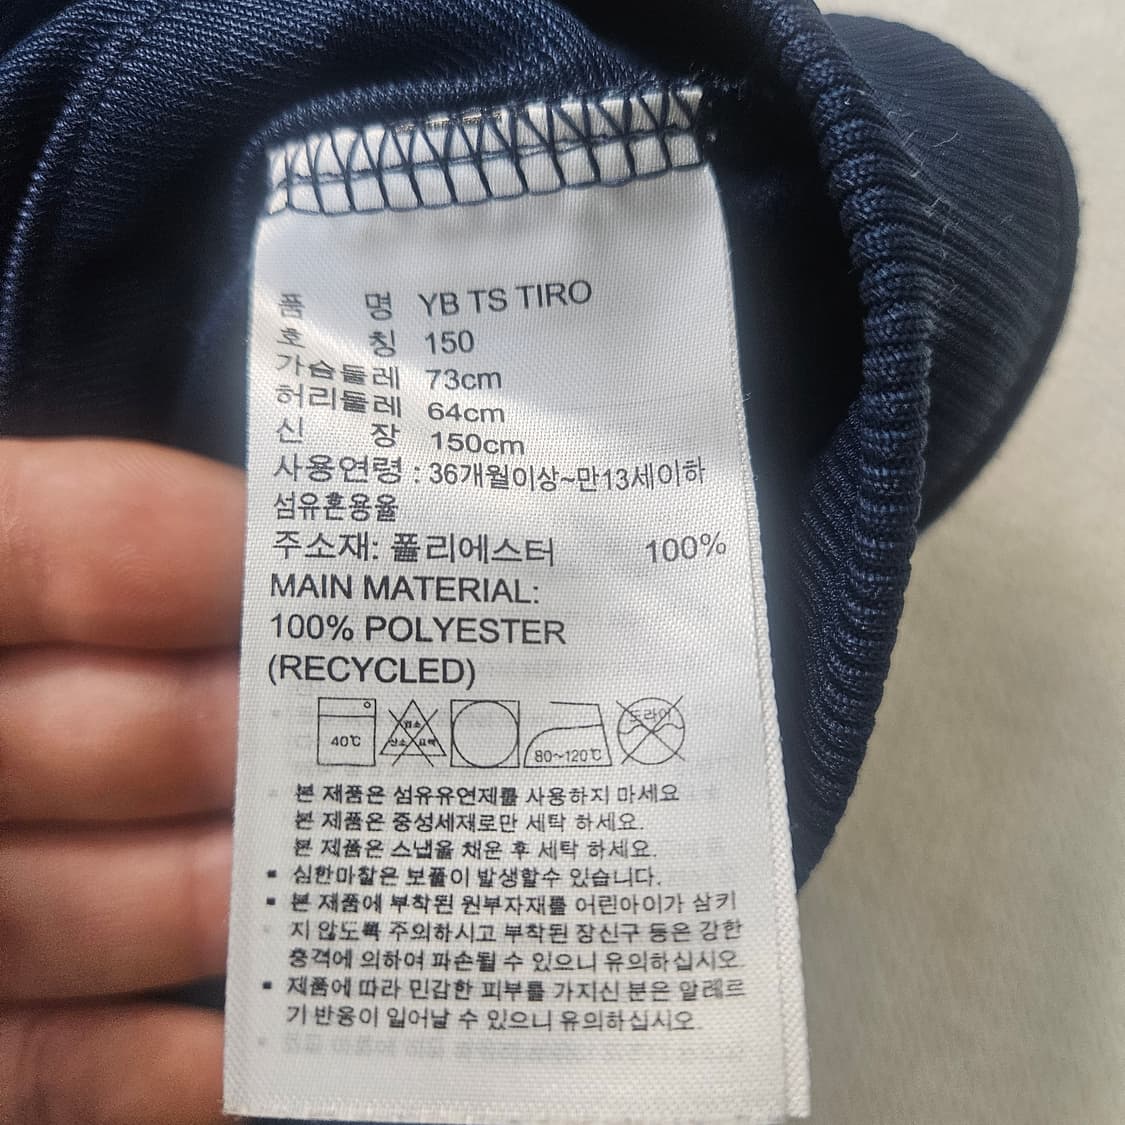 품 명 YB TS TIRO
호 칭 150
가슴둘레 73cm
허리둘레 64cm
신 장 150cm
사용연령 : 36개월이상~만13세이하
섬유혼용율
주소재: 폴리에스터 100%
MAIN MATERIAL:
100% POLYESTER
(RECYCLED)
40℃ 염소 산소 표백 80~120℃ 드라이
본 제품은 섬유유연제를 사용하지 마세요
본 제품은 중성세제로만 세탁 하세요.
본 제품은 스냅을 채운 후 세탁 하세요.
▪ 심한마찰은 보풀이 발생할수 있습니다.
▪ 본 제품에 부착된 원부자재를 어린아이가 삼키
지 않도록 주의하시고 부착된 장신구 등은 강한
충격에 의하여 파손될 수 있으니 유의하십시오
▪ 제품에 따라 민감한 피부를 가지신 분은 알레르
기 반응이 일어날 수 있으니 유의하십시오.